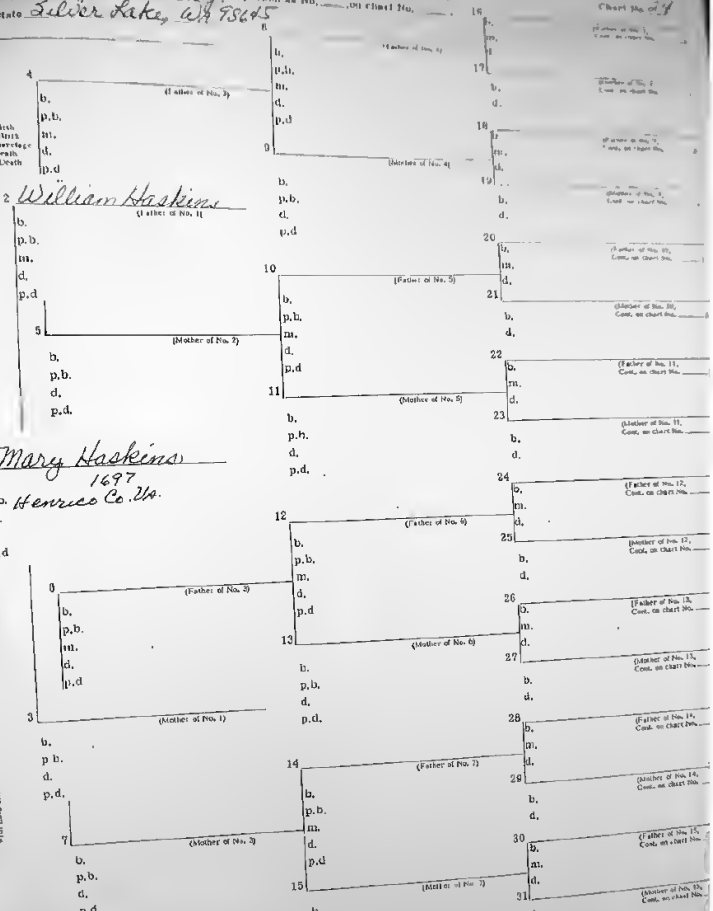 Silver Lake, WA 98645
on chart No.
16
b.
m.
17
b.
d.
8
b.
p.b.
m.
d.
p.d
(Father of No. 4)
4
(Father of No. 2)
b.
p.b.
m.
d.
p.d
9
(Mother of No. 4)
b.
p.b.
d.
p.d
18
m.
d.
19
b.
d.
2 William Haskins
(Father of No. 1)
b.
p.b.
m.
d.
p.d
20
b.
m.
d.
21
(Mother of No. 10,
Cont. on chart No.
b.
d.
10
(Father of No. 5)
b.
p.b.
m.
d.
p.d
5
(Mother of No. 2)
b.
p.b.
d.
p.d.
11
(Mother of No. 5)
b.
p.b.
d.
p.d.
22
(Father of No. 11,
Cont. on chart No.
b.
m.
d.
23
(Mother of No. 11,
Cont. on chart No.
b.
d.
Mary Haskins
1697
Henrico Co. Va.
24
(Father of No. 12,
Cont. on chart No.
b.
m.
d.
25
(Mother of No. 12,
Cont. on chart No.
b.
d.
12
(Father of No. 6)
b.
p.b.
m.
d.
p.d
(Father of No. 3)
b.
p.b.
m.
d.
p.d
13
(Mother of No. 6)
b.
p.b.
d.
p.d.
26
(Father of No. 13,
Cont. on chart No.
b.
m.
d.
27
(Mother of No. 13,
Cont. on chart No.
b.
d.
3
(Mother of No. 1)
b.
p b.
d.
p.d.
28
(Father of No. 14,
Cont. on chart No.
b.
m.
d.
29
(Mother of No. 14,
Cont. on chart No.
b.
d.
14
(Father of No. 7)
b.
p.b.
m.
d.
p.d
7
(Mother of No. 3)
b.
p.b.
d.
p.d
15
(Mother of No. 7)
30
(Father of No. 15,
Cont. on chart No.
b.
m.
d.
31
(Mother of No. 15,
Cont. on chart No.